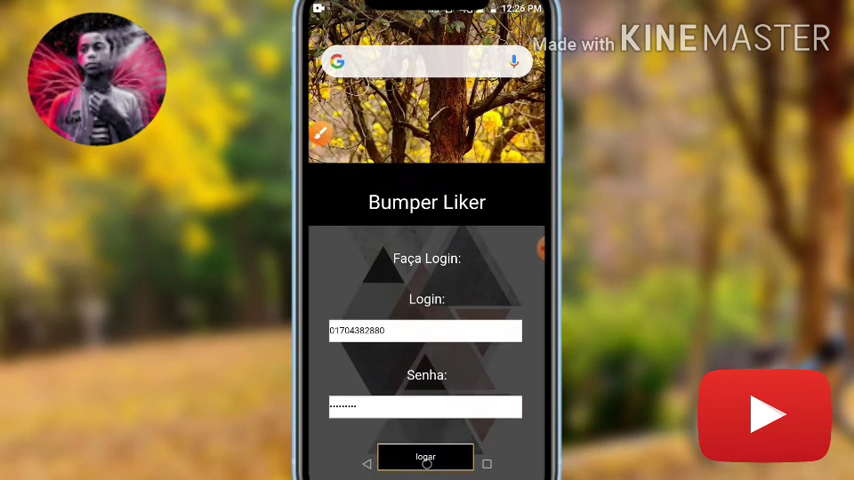 12:26 PM
Made with KINEMASTER
G
Bumper Liker
Faça Login:
Login:
01704382880
Senha:
•••••••••
logar